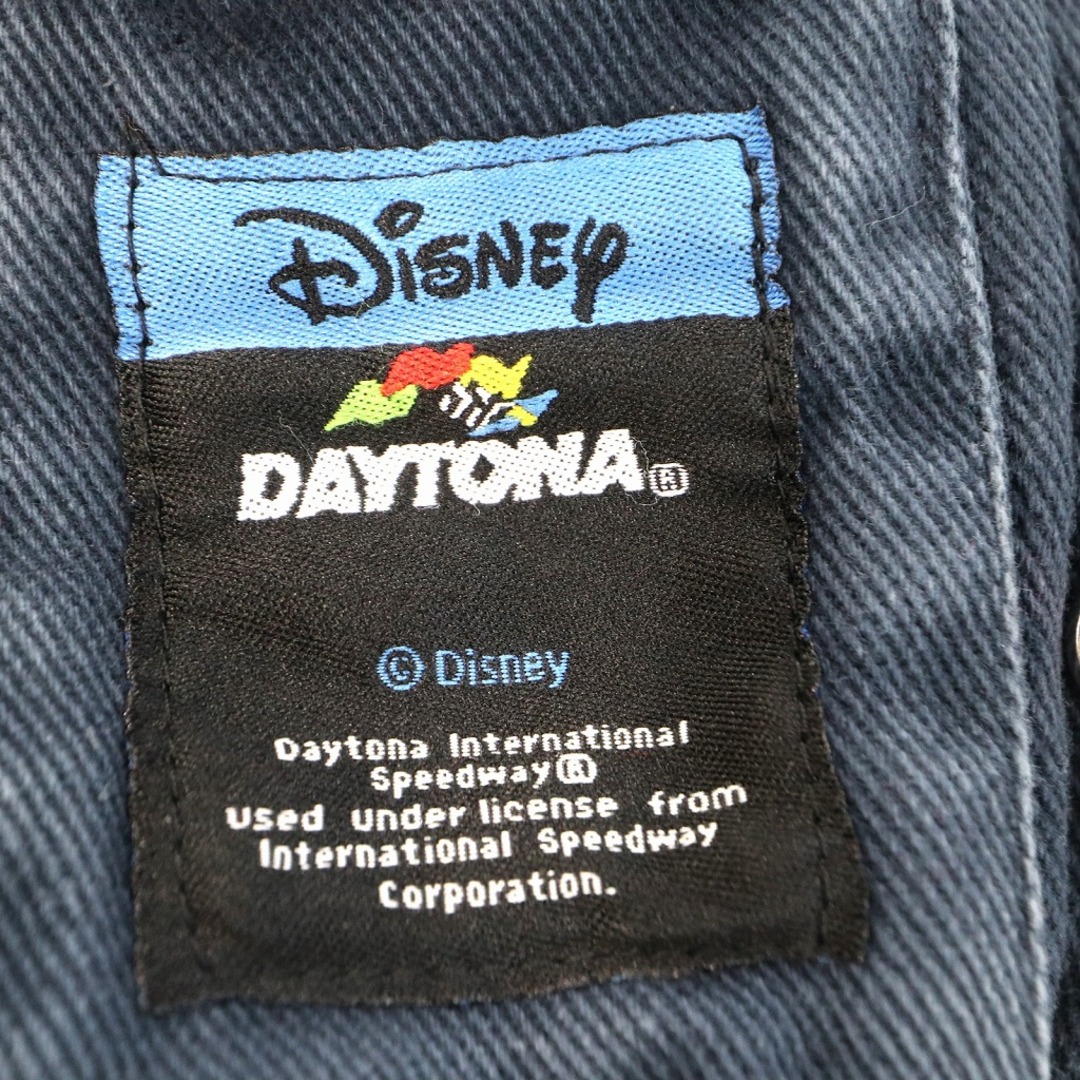 Disney
DAYTONA®
© Disney
Daytona International
Speedway®
used under license from
International Speedway
Corporation.